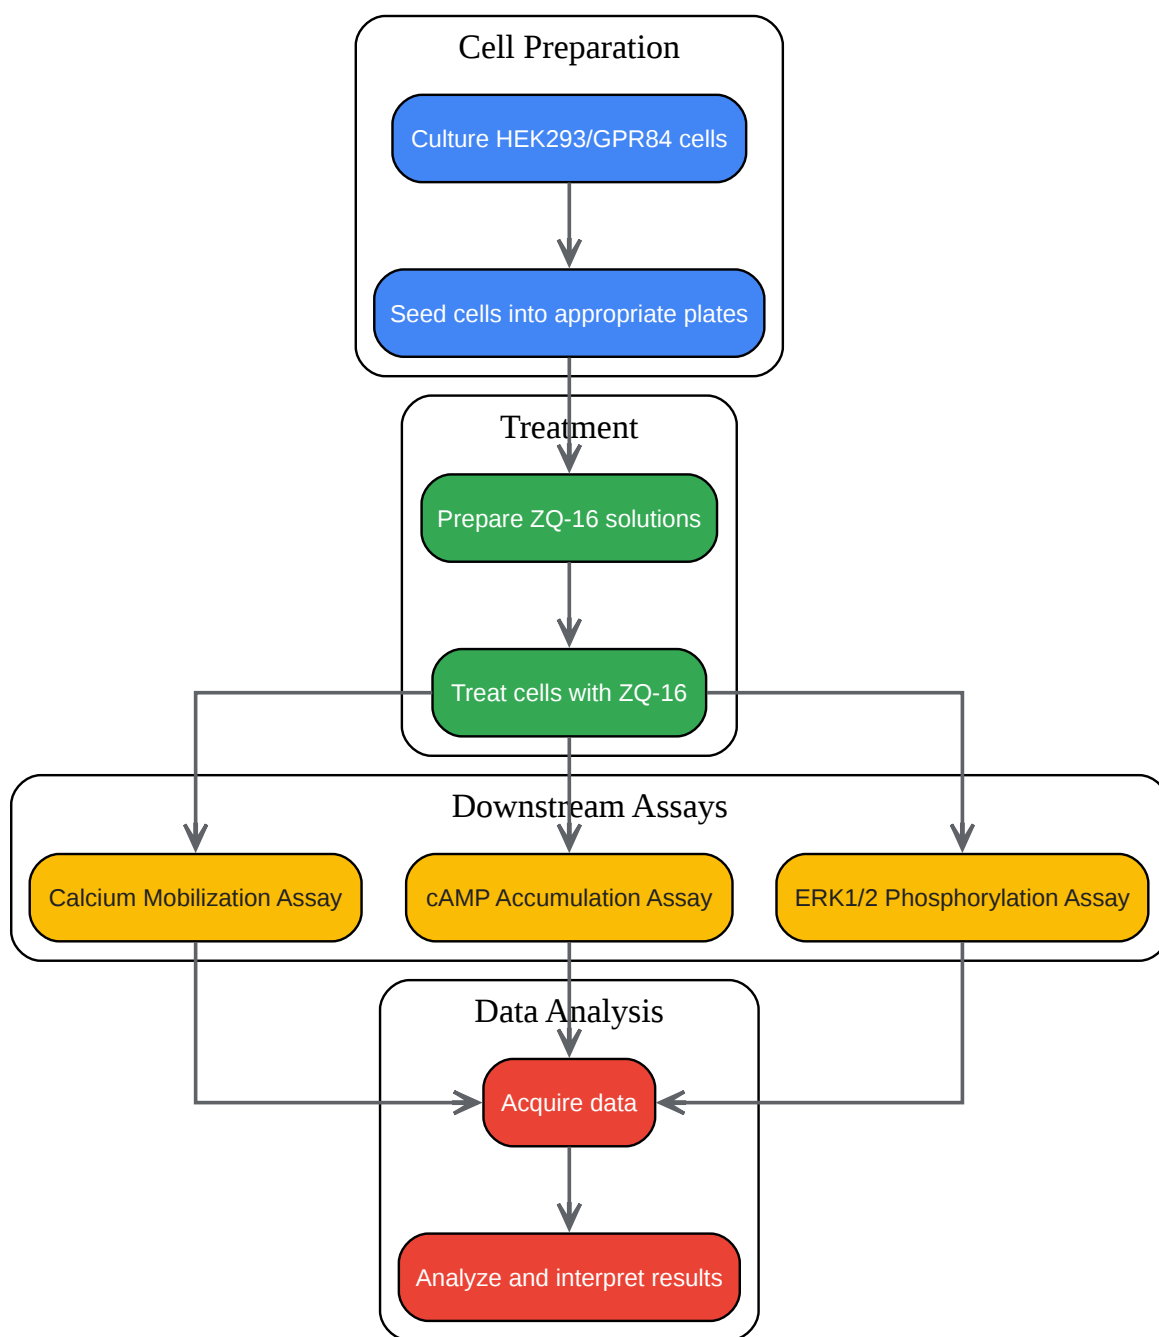 Cell Preparation
Culture HEK293/GPR84 cells
Seed cells into appropriate plates
Treatment
Prepare ZQ-16 solutions
Treat cells with ZQ-16
Downstream Assays
Calcium Mobilization Assay
cAMP Accumulation Assay
ERK1/2 Phosphorylation Assay
Data Analysis
Acquire data
Analyze and interpret results